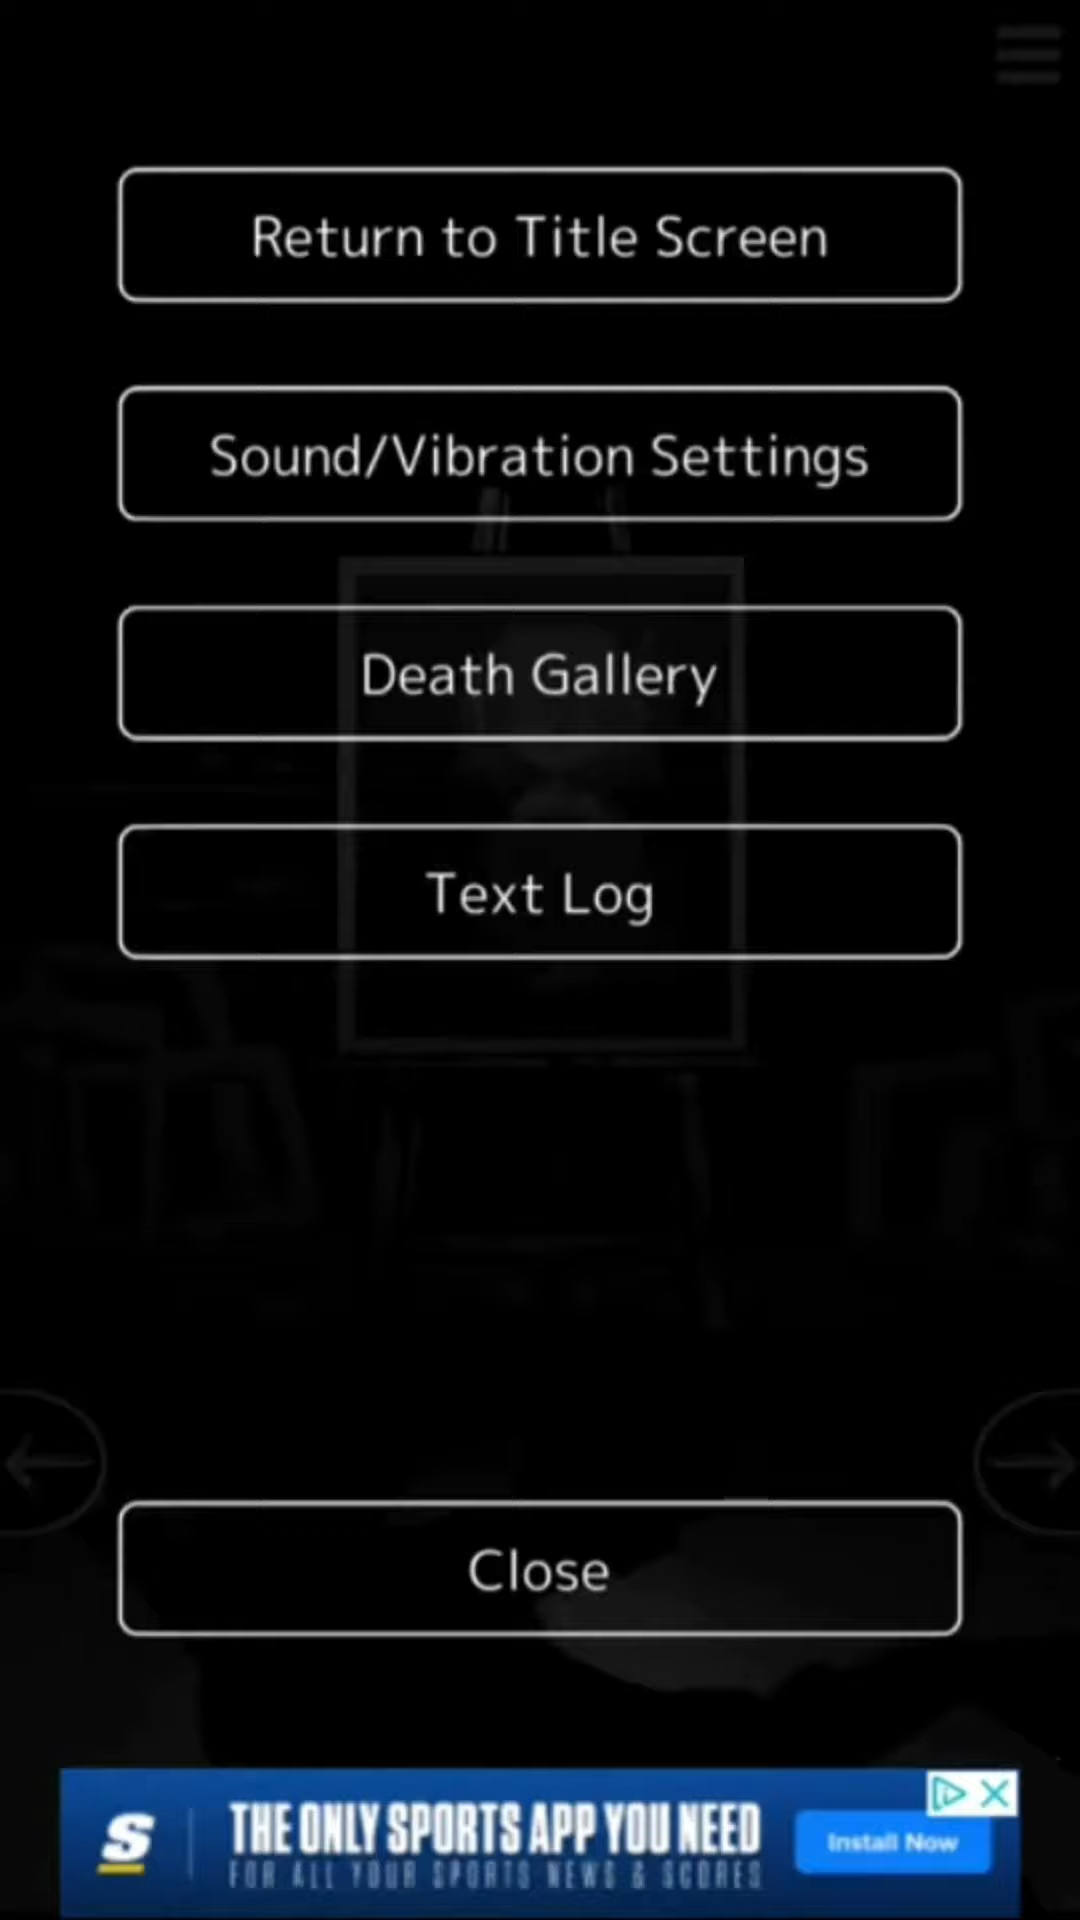 Return to Title Screen
Sound/Vibration Settings
Death Gallery
Text Log
Close
S
THE ONLY SPORTS APP YOU NEED
FOR ALL YOUR SPORTS NEWS & SCORES
Install Now